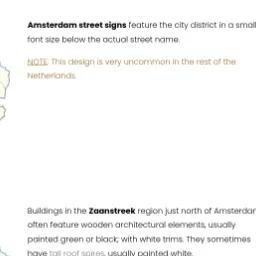 Amsterdam street signs feature the city district in a small
font size below the actual street name.
NOTE: This design is very uncommon in the rest of the
Netherlands.
Buildings in the Zaanstreek region just north of Amsterdam
often feature wooden architectural elements, usually
painted green or black; with white trims. They sometimes
have tall roof spires, usually painted white.